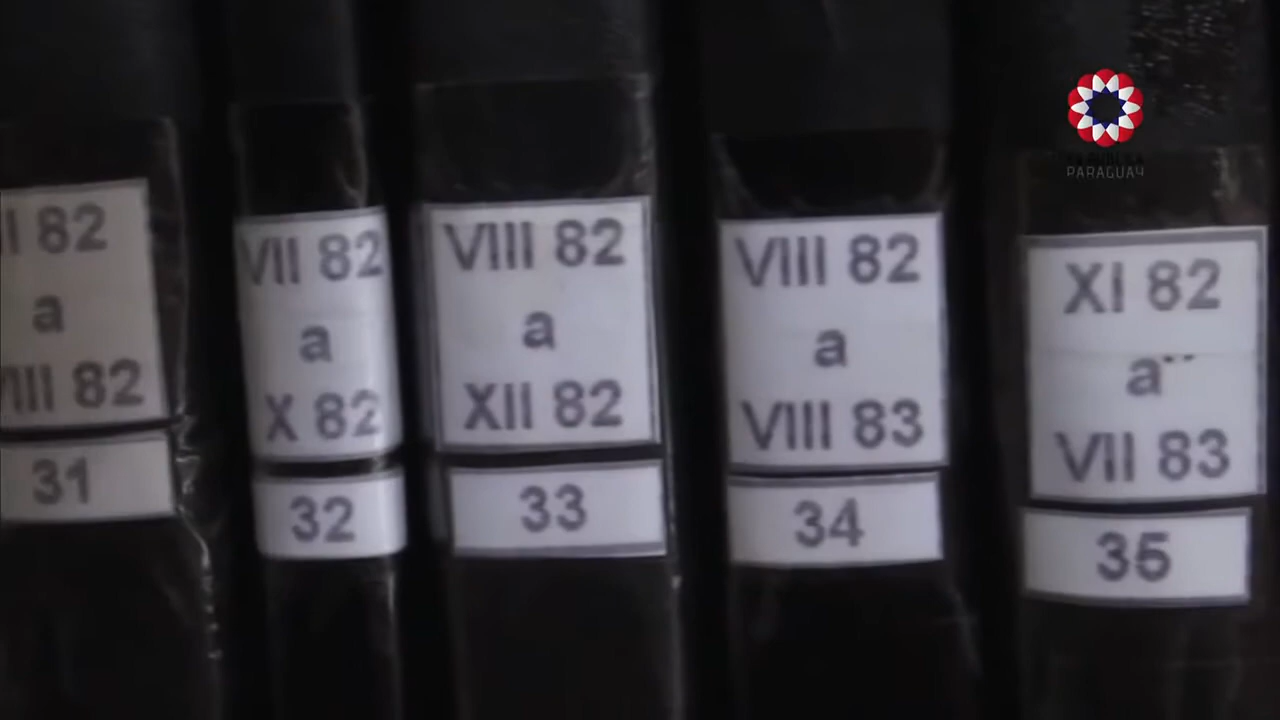 I 82
a
VIII 82
31
VII 82
a
X 82
32
VIII 82
a
XII 82
33
VIII 82
a
VIII 83
34
XI 82
a
VII 83
35
PARAGUAY